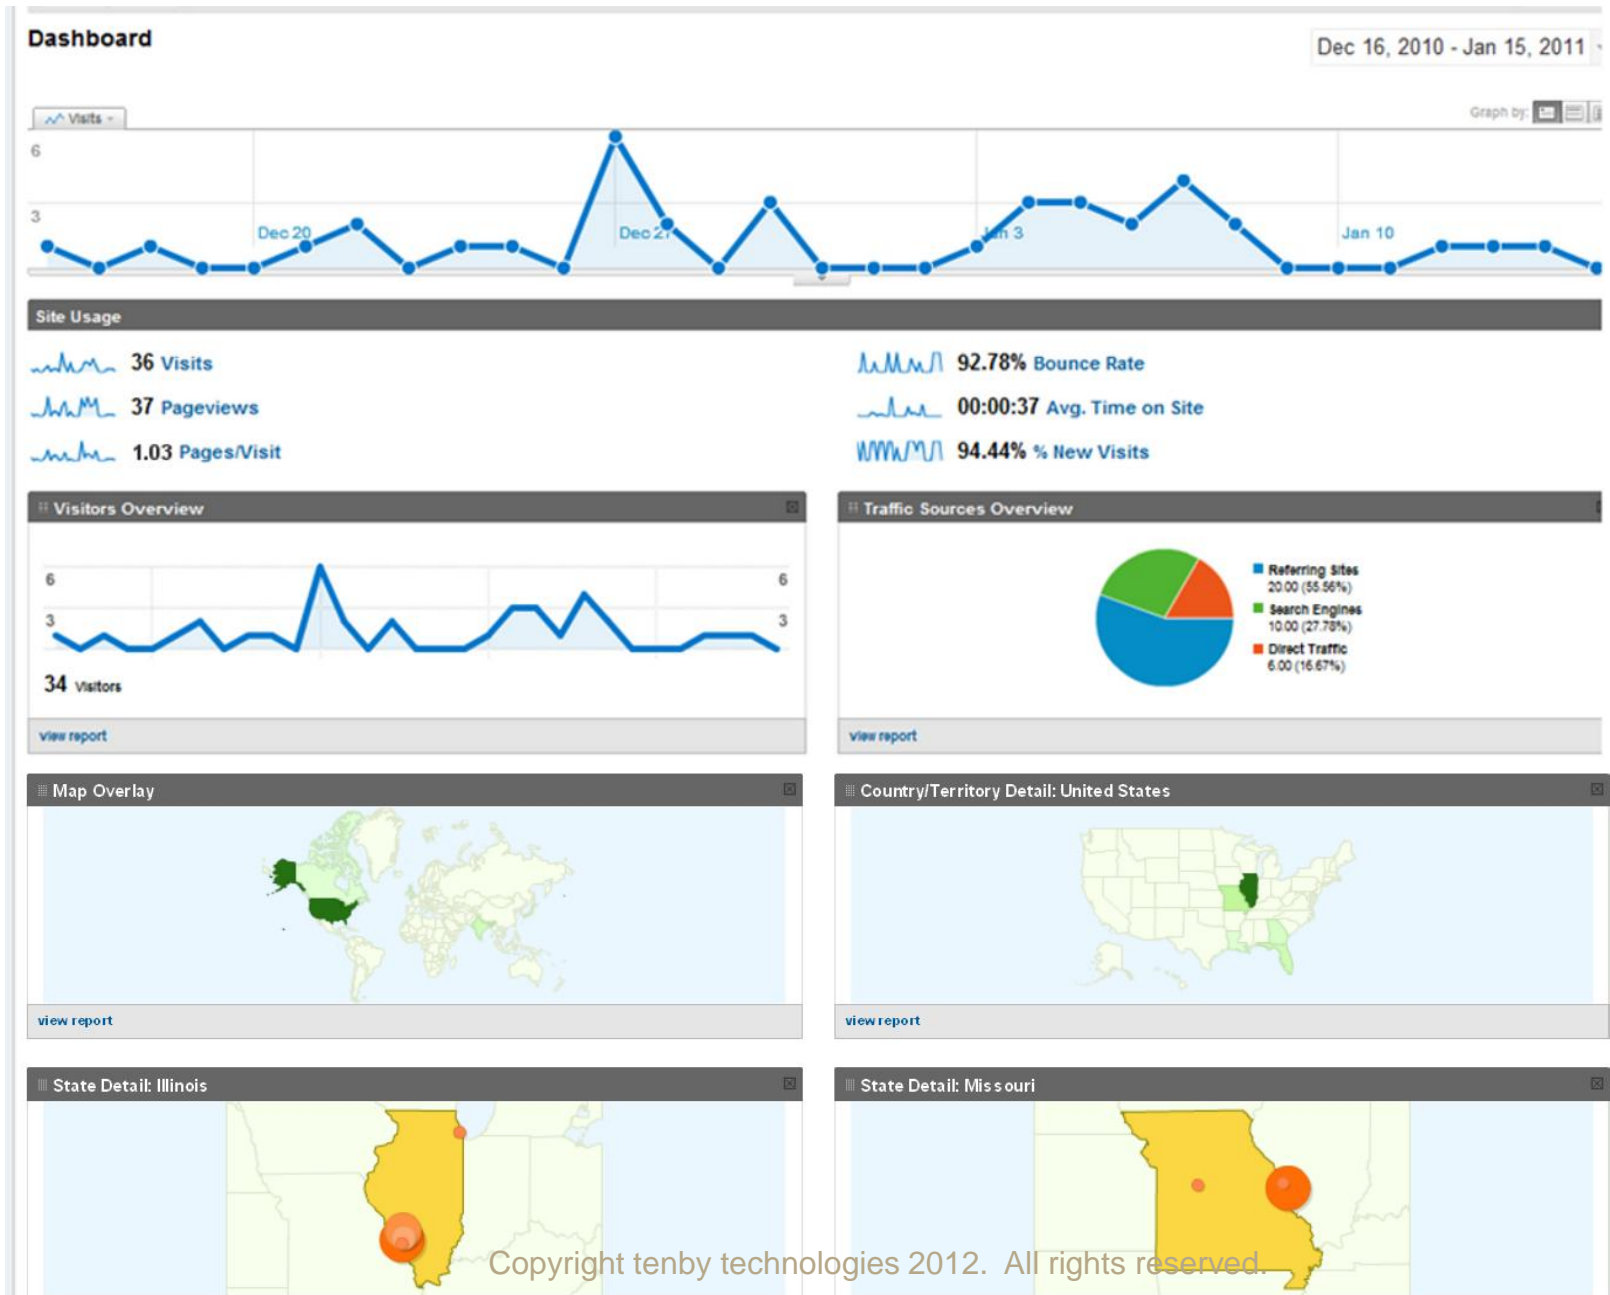 Dashboard
Dec 16, 2010 - Jan 15, 2011
Visits
Graph by:
6
3
Dec 20
Dec 27
Jan 3
Jan 10
Site Usage
36 Visits
92.78% Bounce Rate
37 Pageviews
00:00:37 Avg. Time on Site
1.03 Pages/Visit
94.44% % New Visits
Visitors Overview
6 6
3 3
34 Visitors
view report
Traffic Sources Overview
Referring Sites
20.00 (55.56%)
Search Engines
10.00 (27.78%)
Direct Traffic
6.00 (16.67%)
view report
Map Overlay
view report
Country/Territory Detail: United States
view report
State Detail: Illinois
State Detail: Missouri
Copyright tenby technologies 2012. All rights reserved.